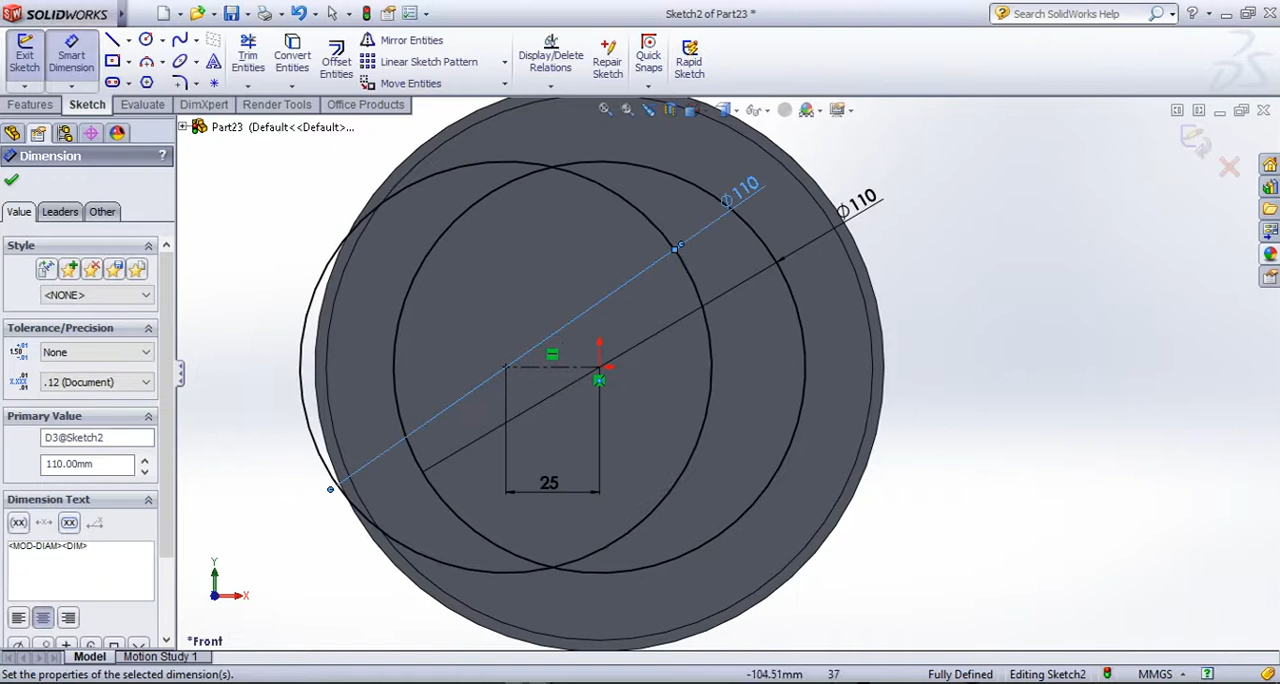 SOLIDWORKS
Sketch2 of Part23 *
Search SolidWorks Help
Exit Sketch
Smart Dimension
Trim Entities
Convert Entities
Offset Entities
Mirror Entities
Linear Sketch Pattern
Move Entities
Display/Delete Relations
Repair Sketch
Quick Snaps
Rapid Sketch
Features Sketch Evaluate DimXpert Render Tools Office Products
Part23 (Default<<Default>...
Dimension ?
Value Leaders Other
Style
<NONE>
Tolerance/Precision
None
.12 (Document)
Primary Value
D3@Sketch2
110.00mm
Dimension Text
<MOD-DIAM><DIM>
∅110
∅110
25
Y
X
*Front
Model Motion Study 1
Set the properties of the selected dimension(s). -104.51mm 37 Fully Defined Editing Sketch2 MMGS